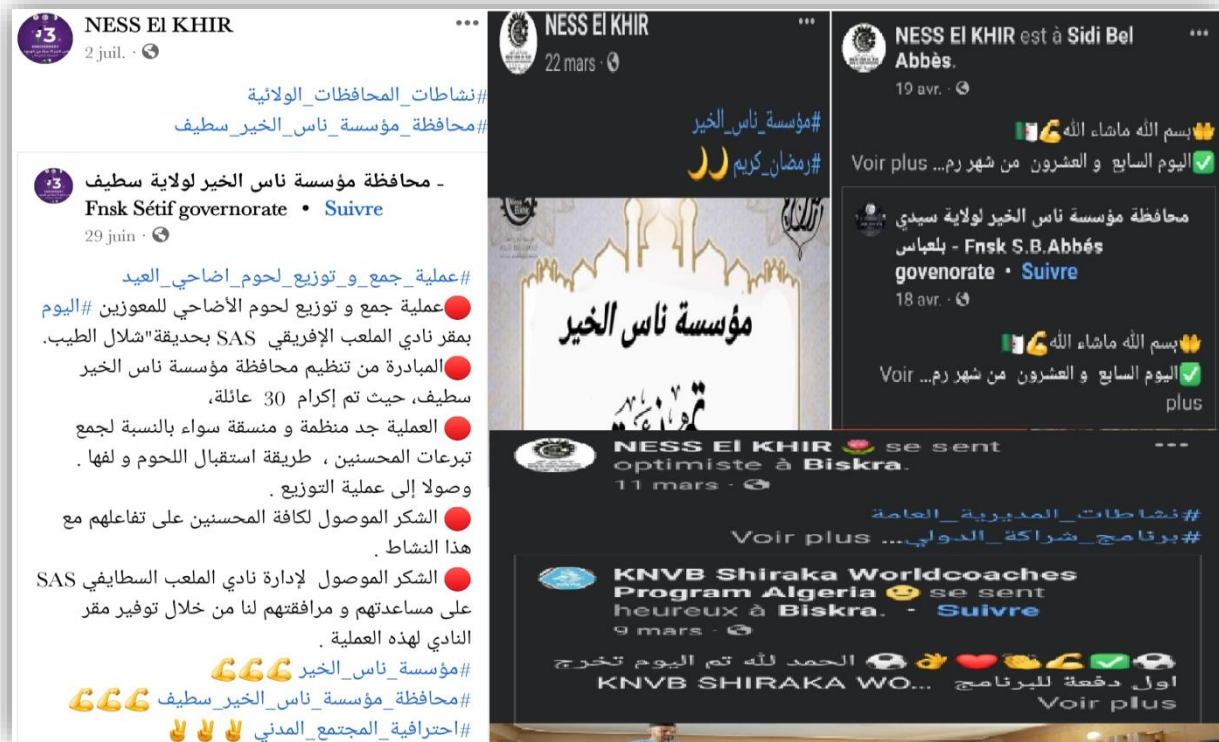 NESS El KHIR
2 juil.
#نشاطات_المحافظات_الولائية
#محافظة_مؤسسة_ناس_الخير_سطيف
- محافظة مؤسسة ناس الخير لولاية سطيف
Fnsk Sétif governorate • Suivre
29 juin
#عملية_جمع_و_توزيع_لحوم_اضاحي_العيد
🔴عملية جمع و توزيع لحوم الأضاحي للمعوزين #اليوم
بمقر نادي الملعب الإفريقي SAS بحديقة"شلال الطيب.
🔴المبادرة من تنظيم محافظة مؤسسة ناس الخير
سطيف، حيث تم إكرام 30 عائلة،
🔴 العملية جد منظمة و منسقة سواء بالنسبة لجمع
تبرعات المحسنين ، طريقة استقبال اللحوم و لفها .
وصولا إلى عملية التوزيع .
🔴 الشكر الموصول لكافة المحسنين على تفاعلهم مع
هذا النشاط .
🔴 الشكر الموصول لإدارة نادي الملعب السطايفي SAS
على مساعدتهم و مرافقتهم لنا من خلال توفير مقر
النادي لهذه العملية .
#مؤسسة_ناس_الخير 💪💪💪
#محافظة_مؤسسة_ناس_الخير_سطيف 💪💪💪
#احترافية_المجتمع_المدني ✌✌✌
NESS El KHIR
22 mars
#مؤسسة_ناس_الخير
#رمضان_كريم 🌙🌙
مؤسسة ناس الخير
NESS El KHIR est à Sidi Bel
Abbès.
19 avr.
🤲بسم الله ماشاء الله💪🇩🇿
✅اليوم السابع و العشرون من شهر رم... Voir plus
محافظة مؤسسة ناس الخير لولاية سيدي
بلعباس - Fnsk S.B.Abbés
govenorate • Suivre
18 avr.
🤲بسم الله ماشاء الله💪🇩🇿
✅اليوم السابع و العشرون من شهر رم... Voir
plus
NESS El KHIR 🌷 se sent
optimiste à Biskra.
11 mars
#نشاطات_المديرية_العامة
#برنامج_شراكة_الدولي... Voir plus
KNVB Shiraka Worldcoaches
Program Algeria 😊 se sent
heureux à Biskra. • Suivre
9 mars
⚽✅💪👏❤️👌⚽ الحمد لله تم اليوم تخرج
اول دفعة للبرنامج KNVB SHIRAKA WO...
Voir plus